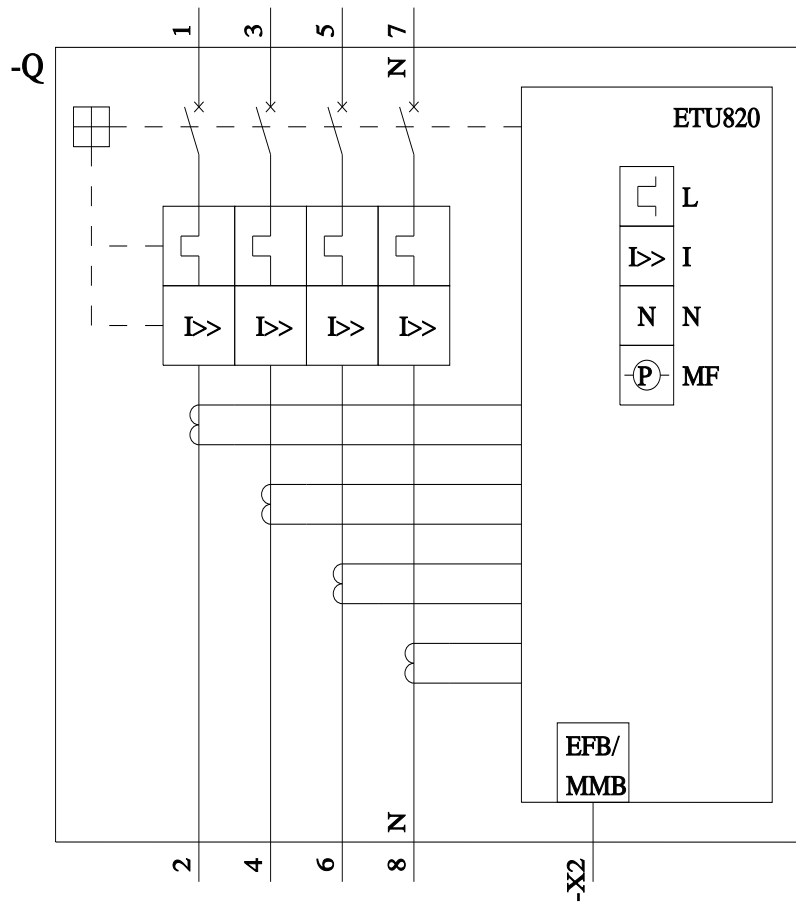 1 3 5 7
-Q N
ETU820
L
I>> I
I>> I>> I>> I>>
N N
P MF
EFB/
MMB
N
2 4 6 8 -X2